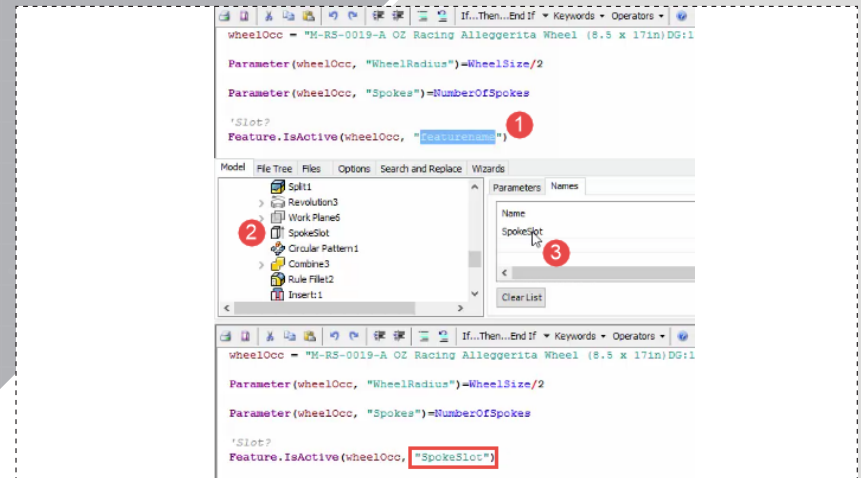 If...Then...End If Keywords Operators
wheelOcc = "M-RS-0019-A OZ Racing Alleggerita Wheel (8.5 x 17in)DG:1
Parameter(wheelOcc, "WheelRadius")=WheelSize/2
Parameter(wheelOcc, "Spokes")=NumberOfSpokes
'Slot?
1
Feature.IsActive(wheelOcc, "featurename")
Model File Tree Files Options Search and Replace Wizards
Split1
Revolution3
Work Plane6
2 SpokeSlot
Circular Pattern1
Combine3
Rule Fillet2
Insert:1
Parameters Names
Name
SpokeSlot
3
Clear List
If...Then...End If Keywords Operators
wheelOcc = "M-RS-0019-A OZ Racing Alleggerita Wheel (8.5 x 17in)DG:1
Parameter(wheelOcc, "WheelRadius")=WheelSize/2
Parameter(wheelOcc, "Spokes")=NumberOfSpokes
'Slot?
Feature.IsActive(wheelOcc, "SpokeSlot")